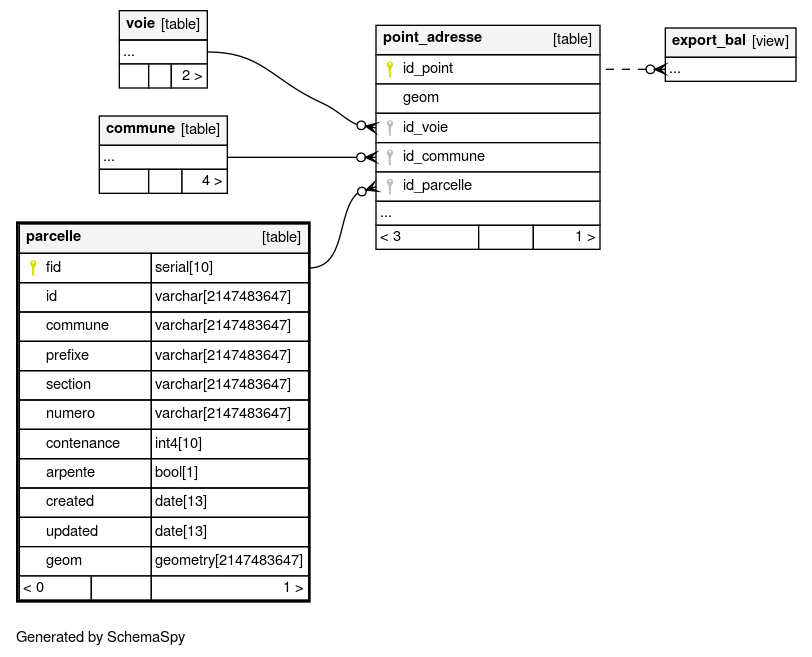 voie [table]
...
2 >
commune [table]
...
4 >
point_adresse [table]
id_point
geom
id_voie
id_commune
id_parcelle
...
< 3 1 >
export_bal [view]
...
parcelle [table]
fid serial[10]
id varchar[2147483647]
commune varchar[2147483647]
prefixe varchar[2147483647]
section varchar[2147483647]
numero varchar[2147483647]
contenance int4[10]
arpente bool[1]
created date[13]
updated date[13]
geom geometry[2147483647]
< 0 1 >
Generated by SchemaSpy